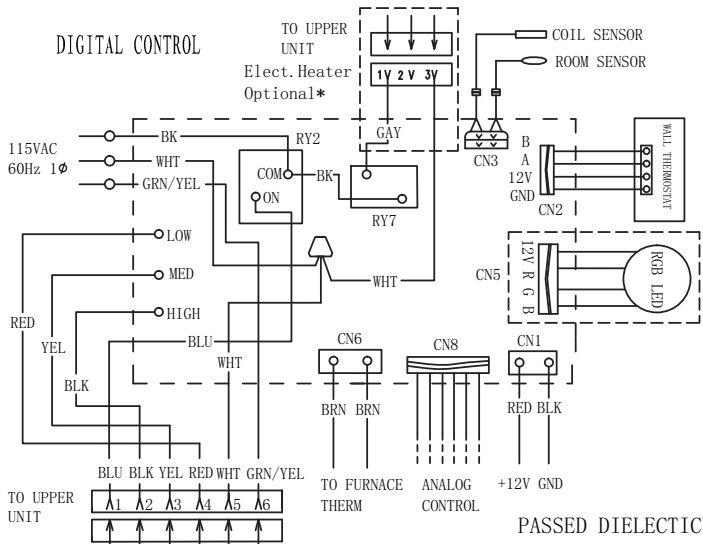 DIGITAL CONTROL
TO UPPER
UNIT
Elect.Heater
Optional*
1V 2V 3V
COIL SENSOR
ROOM SENSOR
115VAC
60Hz 1ϕ
BK
WHT
GRN/YEL
RY2
COM
ON
BK
GAY
RY7
CN3
B
A
12V
GND
CN2
WALL THERMOSTAT
CN5
12V R G B
RGB LED
LOW
MED
HIGH
RED
YEL
BLK
BLU
WHT
WHT
CN6
CN8
CN1
BRN BRN
RED BLK
TO FURNACE
THERM
ANALOG
CONTROL
+12V GND
BLU BLK YEL RED WHT GRN/YEL
TO UPPER
UNIT
1 2 3 4 5 6
PASSED DIELECTIC